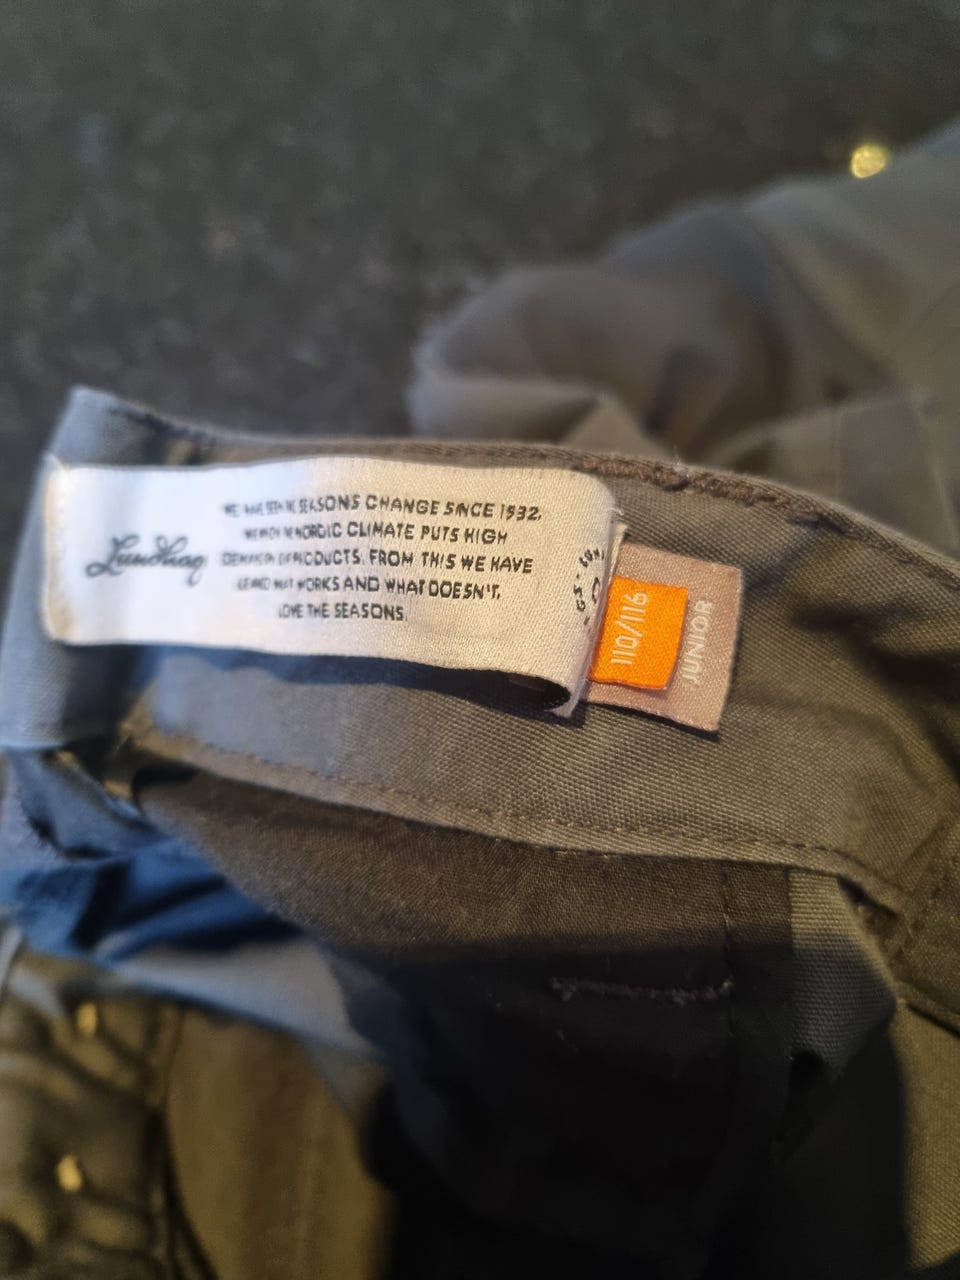 Lundhags
SEASONS CHANGE SINCE 1932,
NORDIC CLIMATE PUTS HIGH
PRODUCTS. FROM THIS WE HAVE
WORKS AND WHAT DOESN'T.
LOVE THE SEASONS.
110/116
JUNIOR